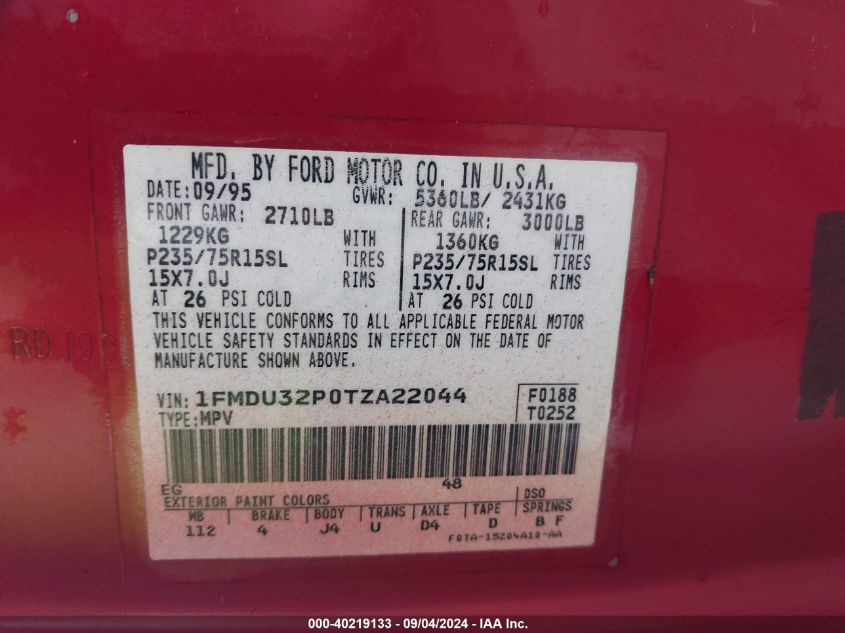 MFD. BY FORD MOTOR CO. IN U.S.A.
DATE: 09/95 GVWR: 5360LB/ 2431KG
FRONT GAWR: 2710LB REAR GAWR: 3000LB
1229KG WITH 1360KG WITH
P235/75R15SL TIRES P235/75R15SL TIRES
15X7.0J RIMS 15X7.0J RIMS
AT 26 PSI COLD AT 26 PSI COLD
THIS VEHICLE CONFORMS TO ALL APPLICABLE FEDERAL MOTOR
VEHICLE SAFETY STANDARDS IN EFFECT ON THE DATE OF
MANUFACTURE SHOWN ABOVE.
RD 199
VIN: 1FMDU32P0TZA22044 F0188
TYPE: MPV T0252
EG 48
EXTERIOR PAINT COLORS DSO
WB BRAKE BODY TRANS AXLE TAPE SPRINGS
112 4 J4 U D4 D B F
F0TA-15204A10-AA
000-40219133 - 09/04/2024 - IAA Inc.